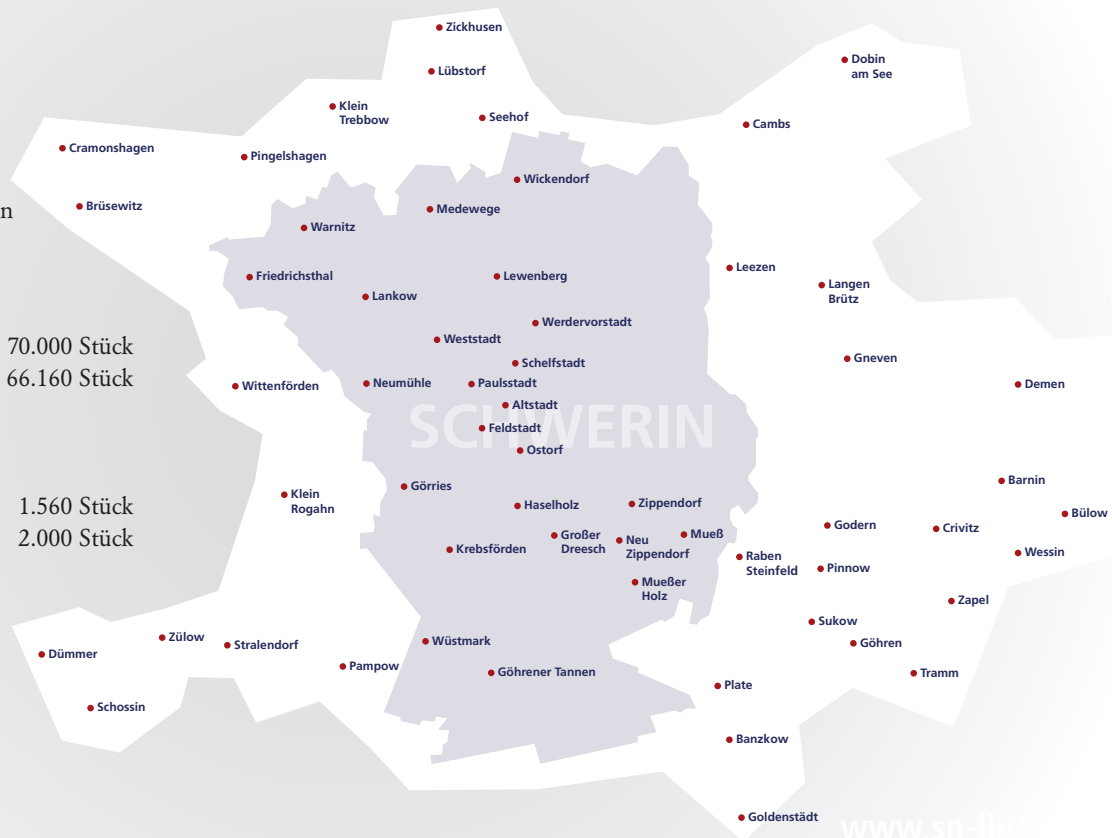 Zickhusen
Lübstorf
Dobin
am See
Klein
Trebbow
Seehof
Cambs
Cramonshagen
Pingelshagen
Wickendorf
Brüsewitz
n
Medewege
Warnitz
Friedrichsthal
Lewenberg
Leezen
Langen
Brütz
Lankow
Werdervorstadt
Weststadt
70.000 Stück
Schelfstadt
Gneven
66.160 Stück
Wittenförden
Neumühle
Paulsstadt
Demen
Altstadt
SCHWERIN
Feldstadt
Ostorf
Barnin
Görries
Klein
Rogahn
1.560 Stück
Haselholz
Zippendorf
Bülow
Godern
Crivitz
2.000 Stück
Krebsförden
Großer
Dreesch
Neu
Zippendorf
Mueß
Raben
Steinfeld
Wessin
Pinnow
Mueßer
Holz
Zapel
Sukow
Zülow
Stralendorf
Wüstmark
Göhren
Dümmer
Pampow
Göhrener Tannen
Tramm
Plate
Schossin
Banzkow
Goldenstädt